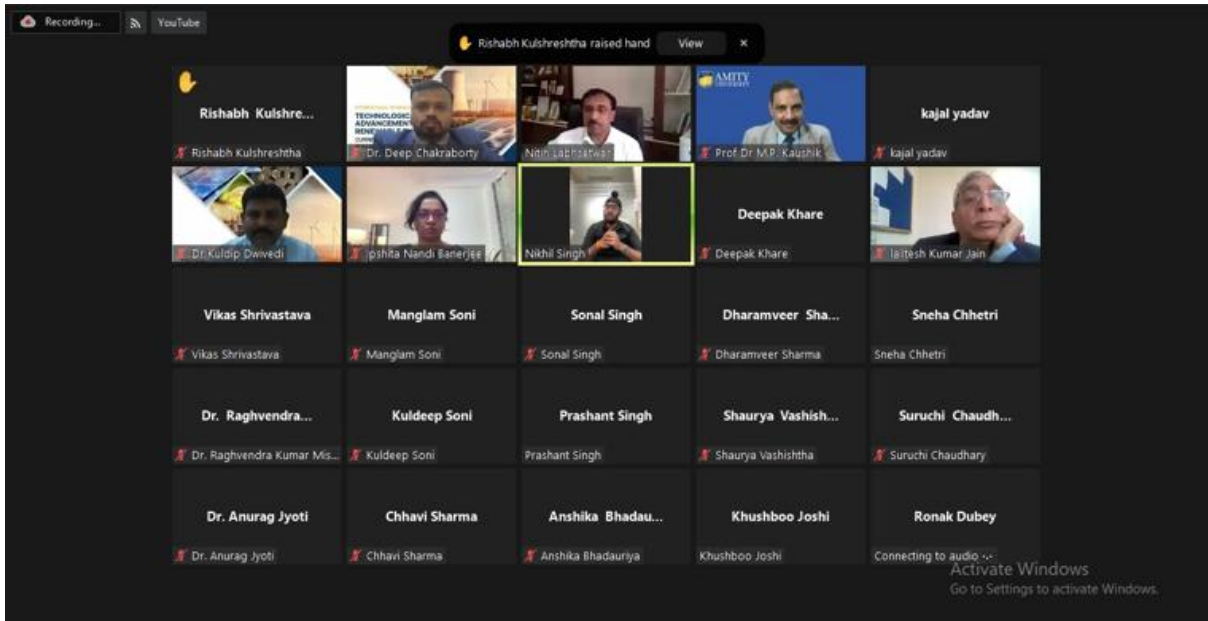 Recording... YouTube
Rishabh Kulshreshtha raised hand View ×
Rishabh Kulshre...
Rishabh Kulshreshtha
TECHNOLOGIC
ADVANCEMEN
Dr. Deep Chakraborty
Nitin Labhsetwar
AMITY
UNIVERSITY
Prof Dr M.P. Kaushik
kajal yadav
kajal yadav
Dr. Kuldip Dwivedi
Ipshita Nandi Banerjee
Nikhil Singh
Deepak Khare
Deepak Khare
Kumar Jain
Vikas Shrivastava
Vikas Shrivastava
Manglam Soni
Manglam Soni
Sonal Singh
Sonal Singh
Dharamveer Sha...
Dharamveer Sharma
Sneha Chhetri
Sneha Chhetri
Dr. Raghvendra...
Dr. Raghvendra Kumar Mis...
Kuldeep Soni
Kuldeep Soni
Prashant Singh
Prashant Singh
Shaurya Vashish...
Shaurya Vashishtha
Suruchi Chaudh...
Suruchi Chaudhary
Dr. Anurag Jyoti
Dr. Anurag Jyoti
Chhavi Sharma
Chhavi Sharma
Anshika Bhadau...
Anshika Bhadauriya
Khushboo Joshi
Khushboo Joshi
Ronak Dubey
Connecting to audio
Activate Windows
Go to Settings to activate Windows.